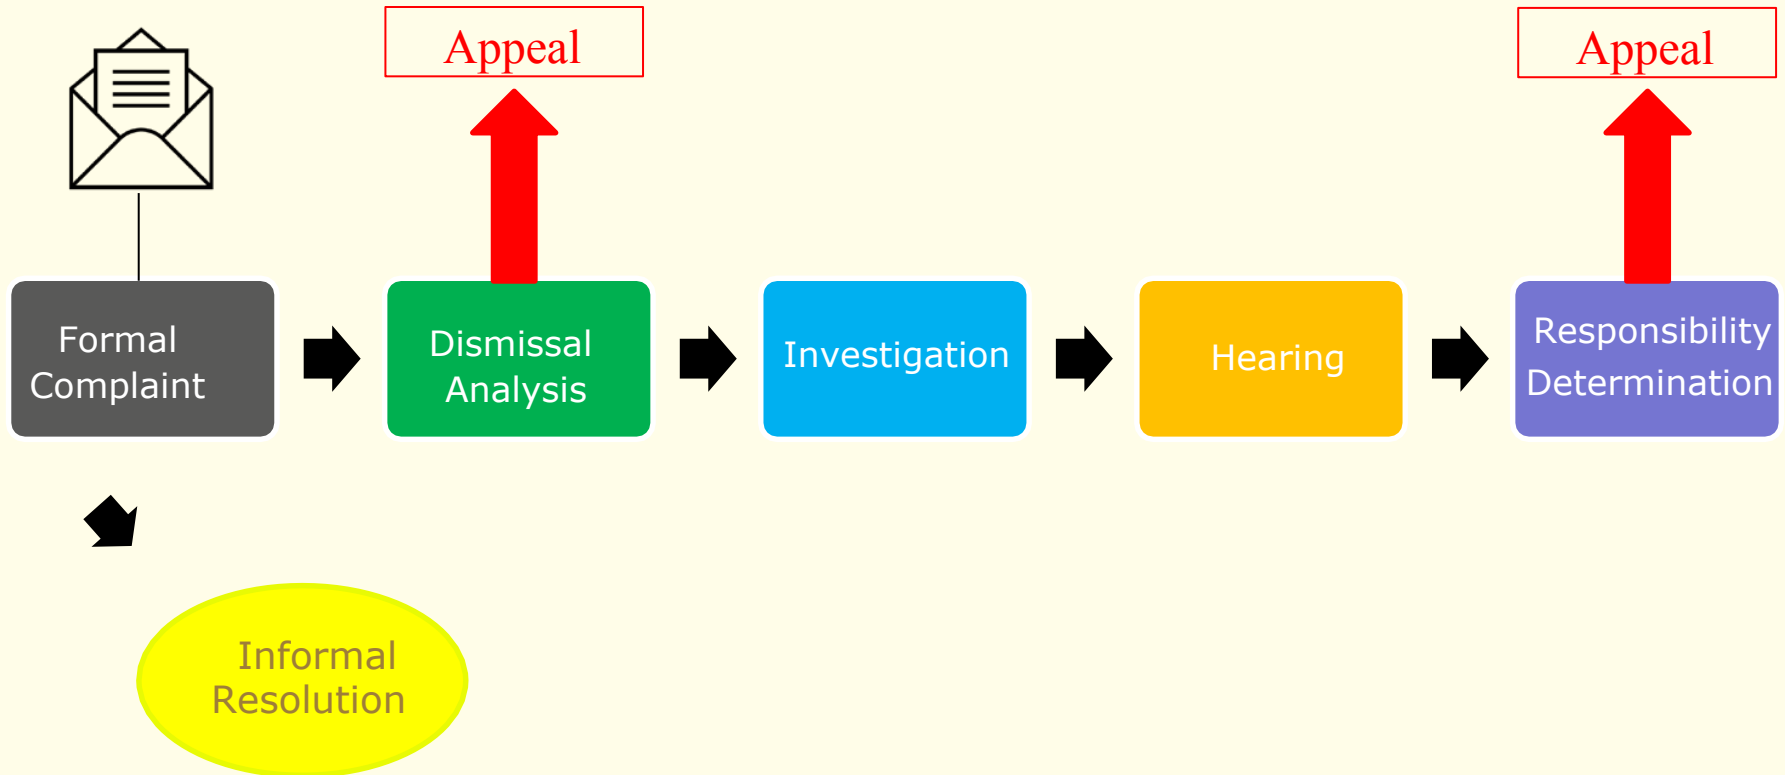 Appeal
Appeal
Formal
Complaint
Dismissal
Analysis
Investigation
Hearing
Responsibility
Determination
Informal
Resolution